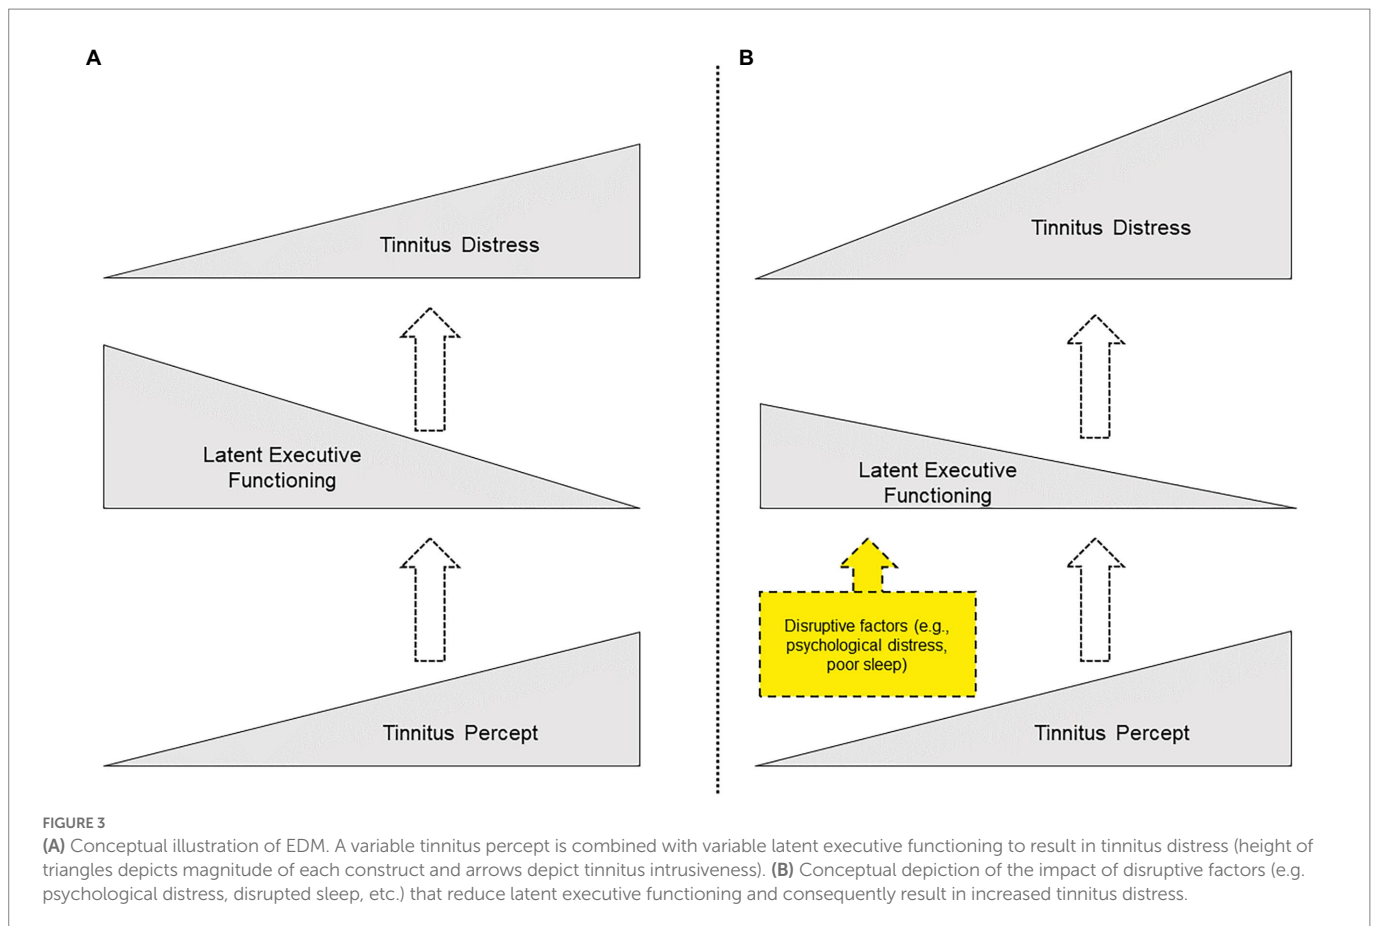 A
Tinnitus Distress
Latent Executive
Functioning
Tinnitus Percept
B
Tinnitus Distress
Latent Executive
Functioning
Disruptive factors (e.g.,
psychological distress,
poor sleep)
Tinnitus Percept
FIGURE 3
(A) Conceptual illustration of EDM. A variable tinnitus percept is combined with variable latent executive functioning to result in tinnitus distress (height of
triangles depicts magnitude of each construct and arrows depict tinnitus intrusiveness). (B) Conceptual depiction of the impact of disruptive factors (e.g.
psychological distress, disrupted sleep, etc.) that reduce latent executive functioning and consequently result in increased tinnitus distress.